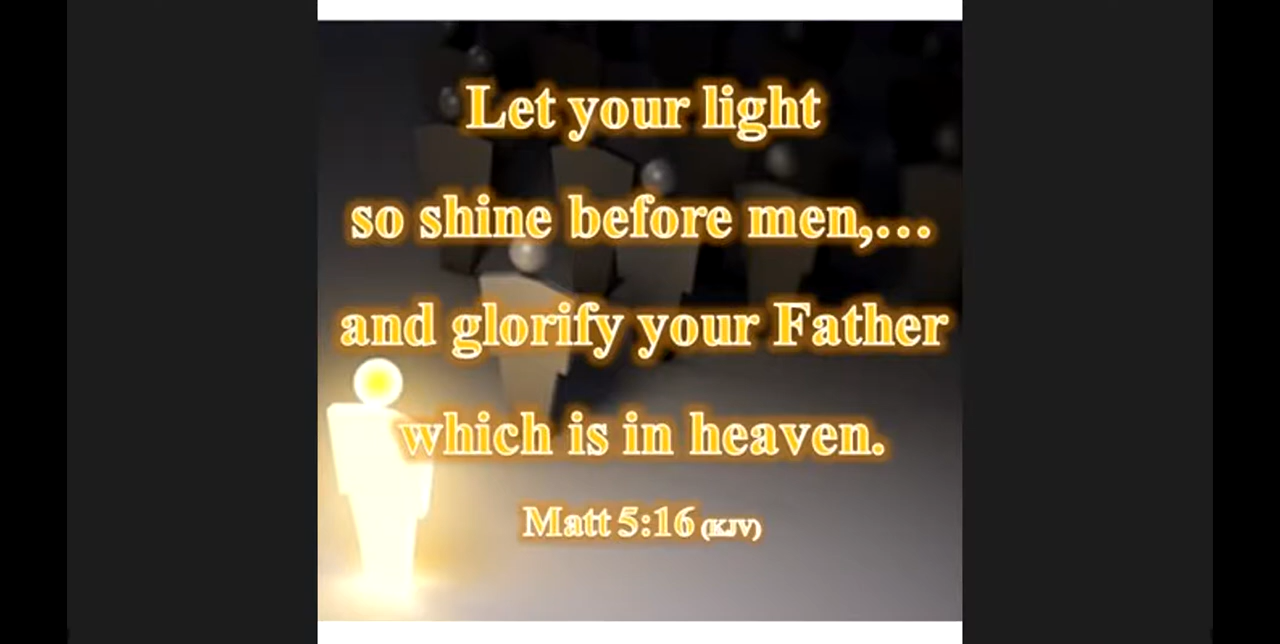 Let your light
so shine before men,...
and glorify your Father
which is in heaven.
Matt 5:16 (KJV)